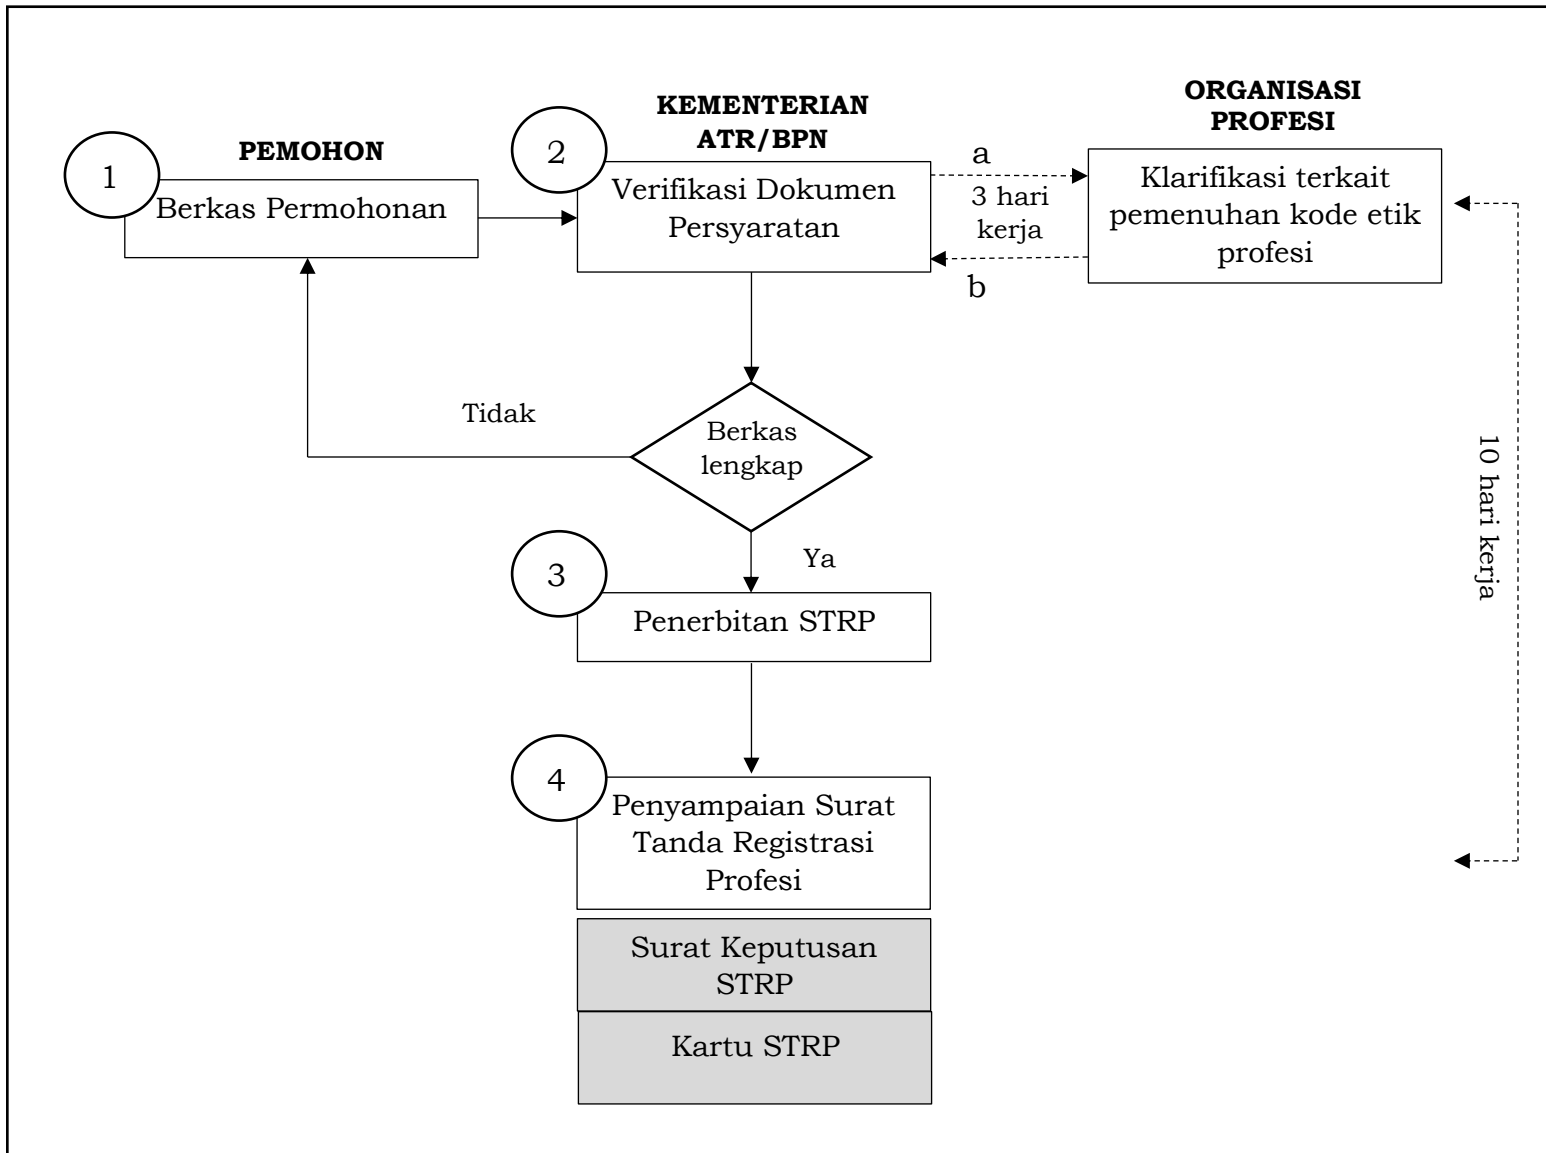 1
PEMOHON
Berkas Permohonan
2
KEMENTERIAN
ATR/BPN
Verifikasi Dokumen
Persyaratan
a
3 hari
kerja
b
ORGANISASI
PROFESI
Klarifikasi terkait
pemenuhan kode etik
profesi
Tidak
Berkas
lengkap
Ya
10 hari kerja
3
Penerbitan STRP
4
Penyampaian Surat
Tanda Registrasi
Profesi
Surat Keputusan
STRP
Kartu STRP